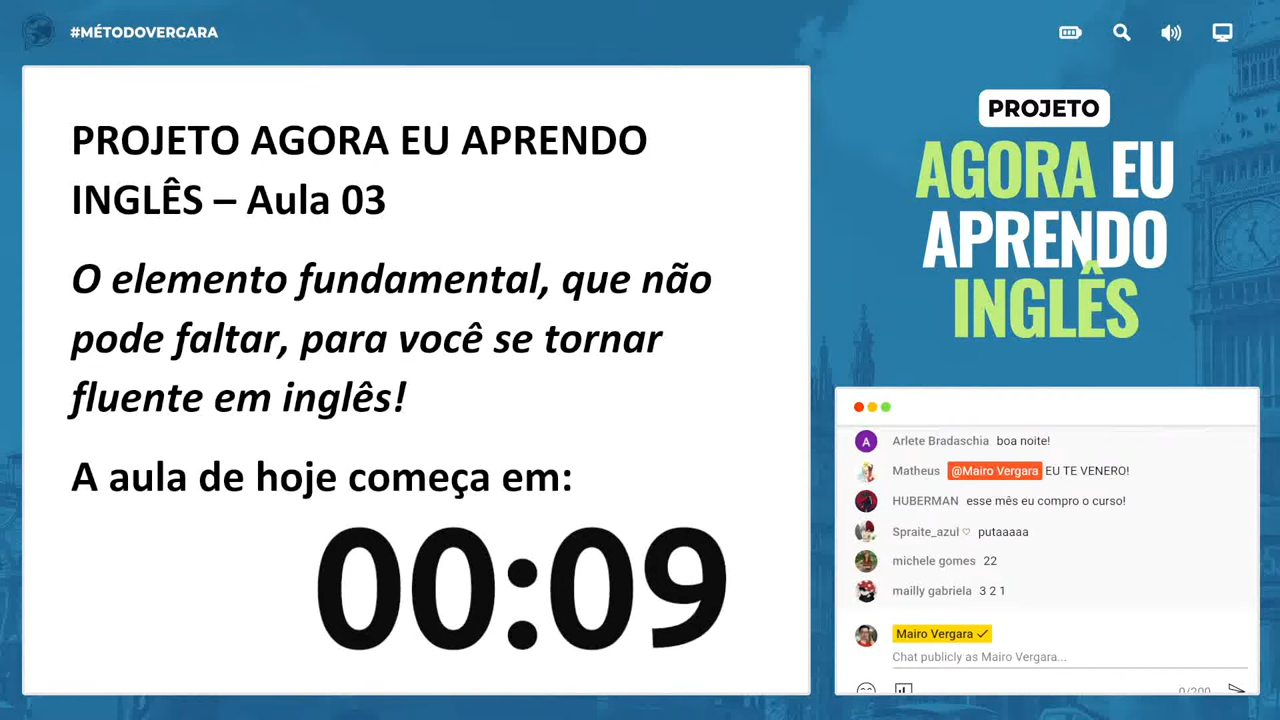 #MÉTODOVERGARA
PROJETO AGORA EU APRENDO
INGLÊS – Aula 03
O elemento fundamental, que não
pode faltar, para você se tornar
fluente em inglês!
A aula de hoje começa em:
00:09
PROJETO
AGORA EU
APRENDO
INGLÊS
A Arlete Bradaschia boa noite!
Matheus @Mairo Vergara EU TE VENERO!
HUBERMAN esse mês eu compro o curso!
Spraite_azul ♡ putaaaaa
michele gomes 22
mailly gabriela 3 2 1
Mairo Vergara ✓
Chat publicly as Mairo Vergara...
0/200